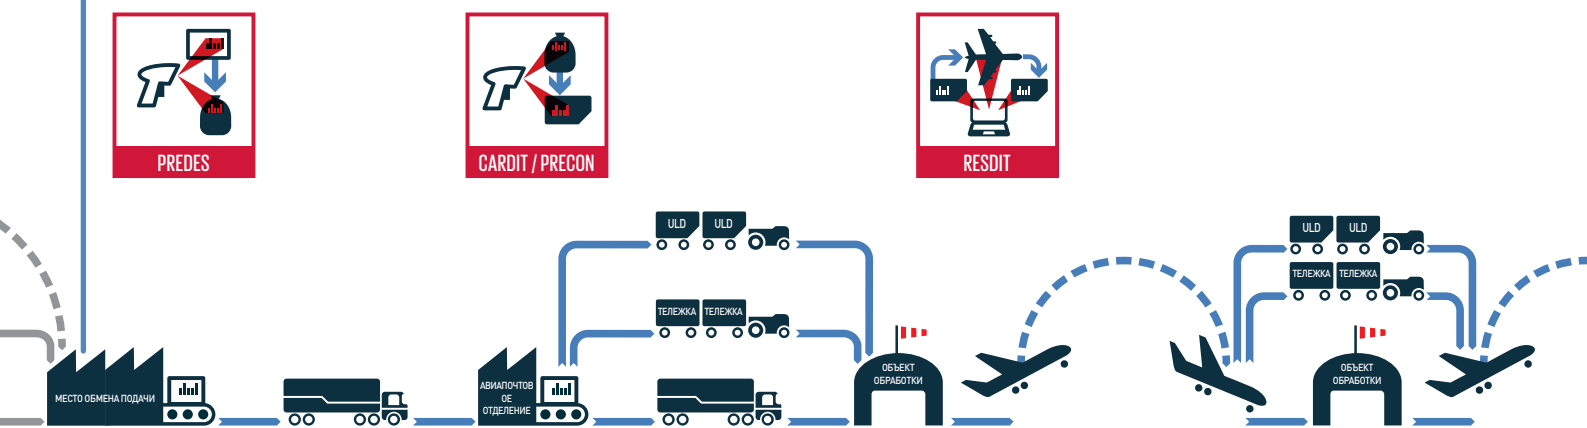 PREDES
CARDIT / PRECON
RESDIT
ULD
ULD
ULD
ULD
ТЕЛЕЖКА
ТЕЛЕЖКА
ТЕЛЕЖКА
ТЕЛЕЖКА
МЕСТО ОБМЕНА ПОДАЧИ
АВИАПОЧТОВ
ОЕ
ОТДЕЛЕНИЕ
ОБЪЕКТ
ОБРАБОТКИ
ОБЪЕКТ
ОБРАБОТКИ